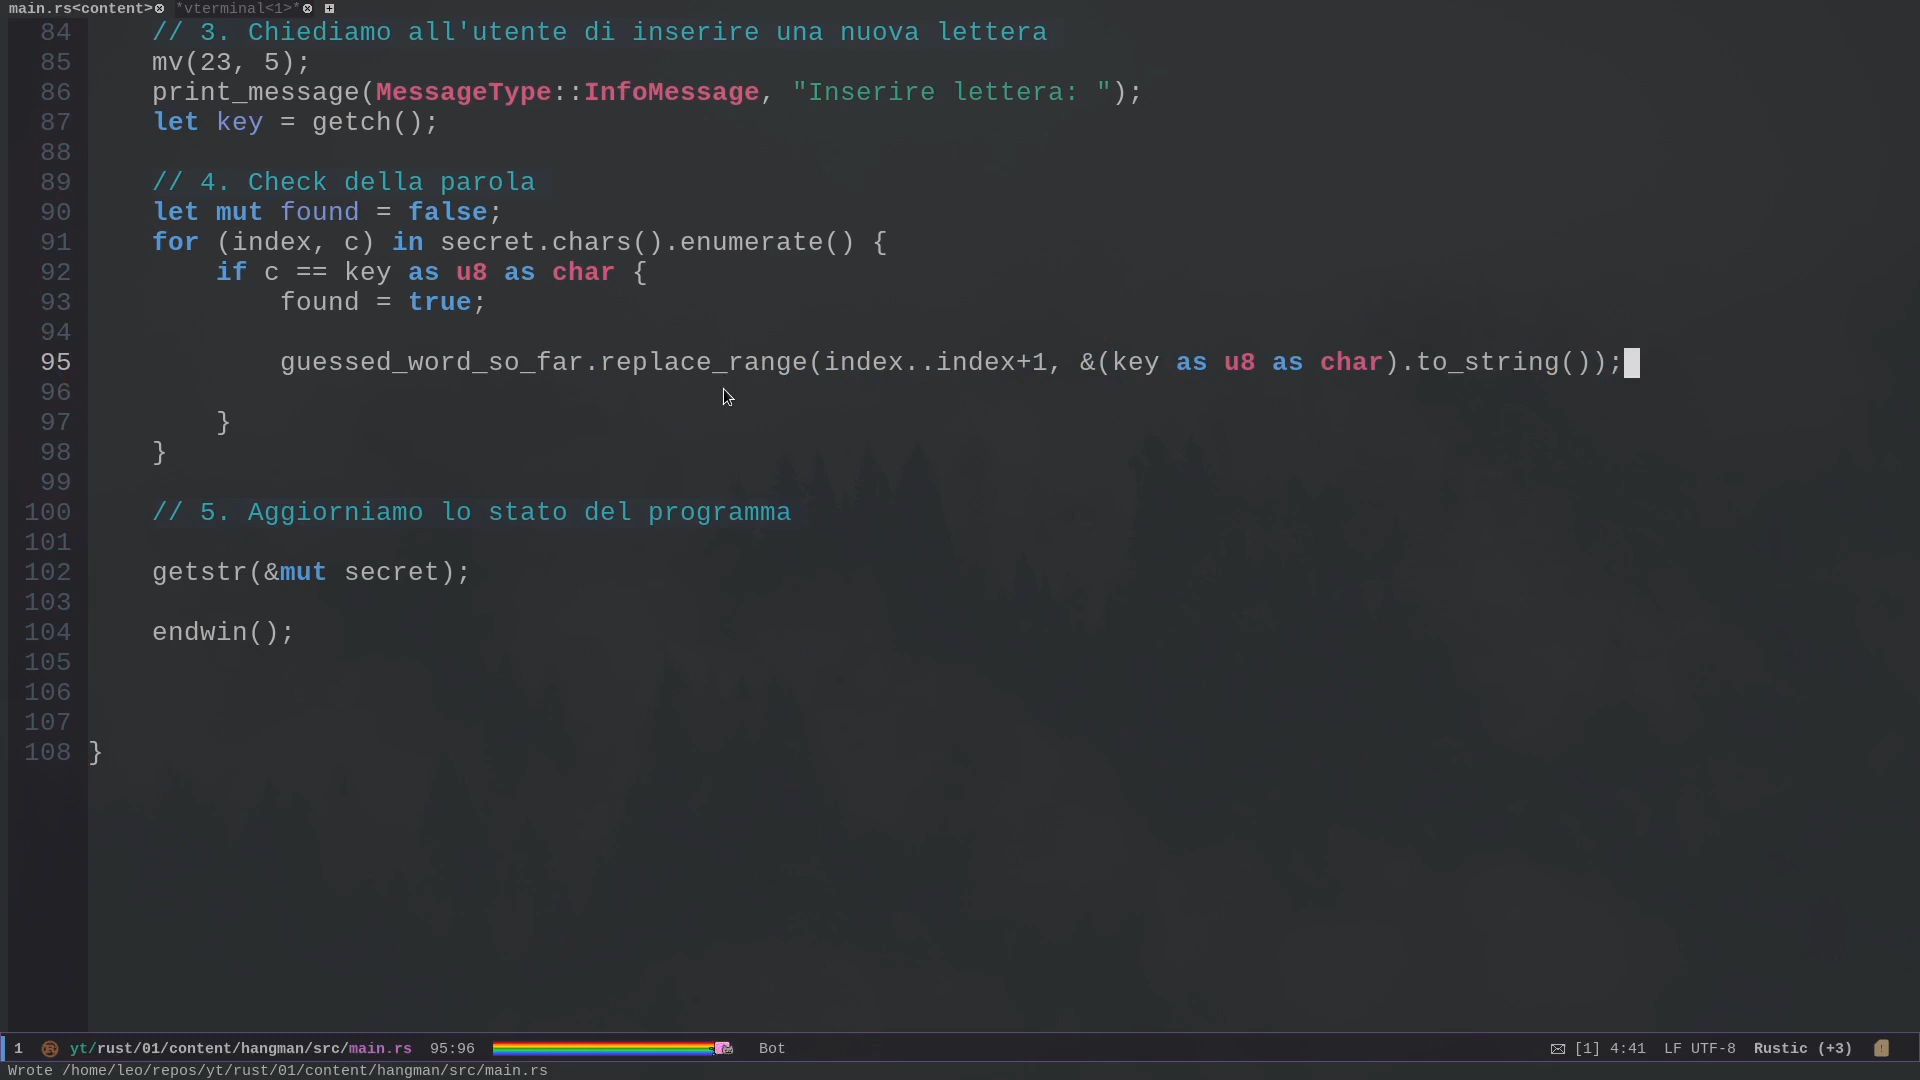 main.rs<content> *vterminal<1>*
84 // 3. Chiediamo all'utente di inserire una nuova lettera
85 mv(23, 5);
86 print_message(MessageType::InfoMessage, "Inserire lettera: ");
87 let key = getch();
88
89 // 4. Check della parola
90 let mut found = false;
91 for (index, c) in secret.chars().enumerate() {
92 if c == key as u8 as char {
93 found = true;
94
95 guessed_word_so_far.replace_range(index..index+1, &(key as u8 as char).to_string());
96
97 }
98 }
99
100 // 5. Aggiorniamo lo stato del programma
101
102 getstr(&mut secret);
103
104 endwin();
105
106
107
108 }
1 yt/rust/01/content/hangman/src/main.rs 95:96 Bot [1] 4:41 LF UTF-8 Rustic (+3)
Wrote /home/leo/repos/yt/rust/01/content/hangman/src/main.rs